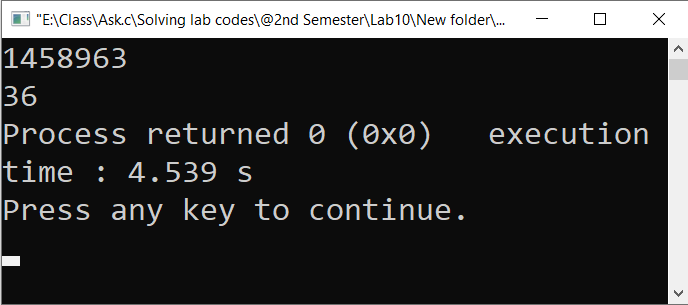 "E:\Class\Ask.c\Solving lab codes\@2nd Semester\Lab10\New folder\...
1458963
36
Process returned 0 (0x0)   execution
time : 4.539 s
Press any key to continue.